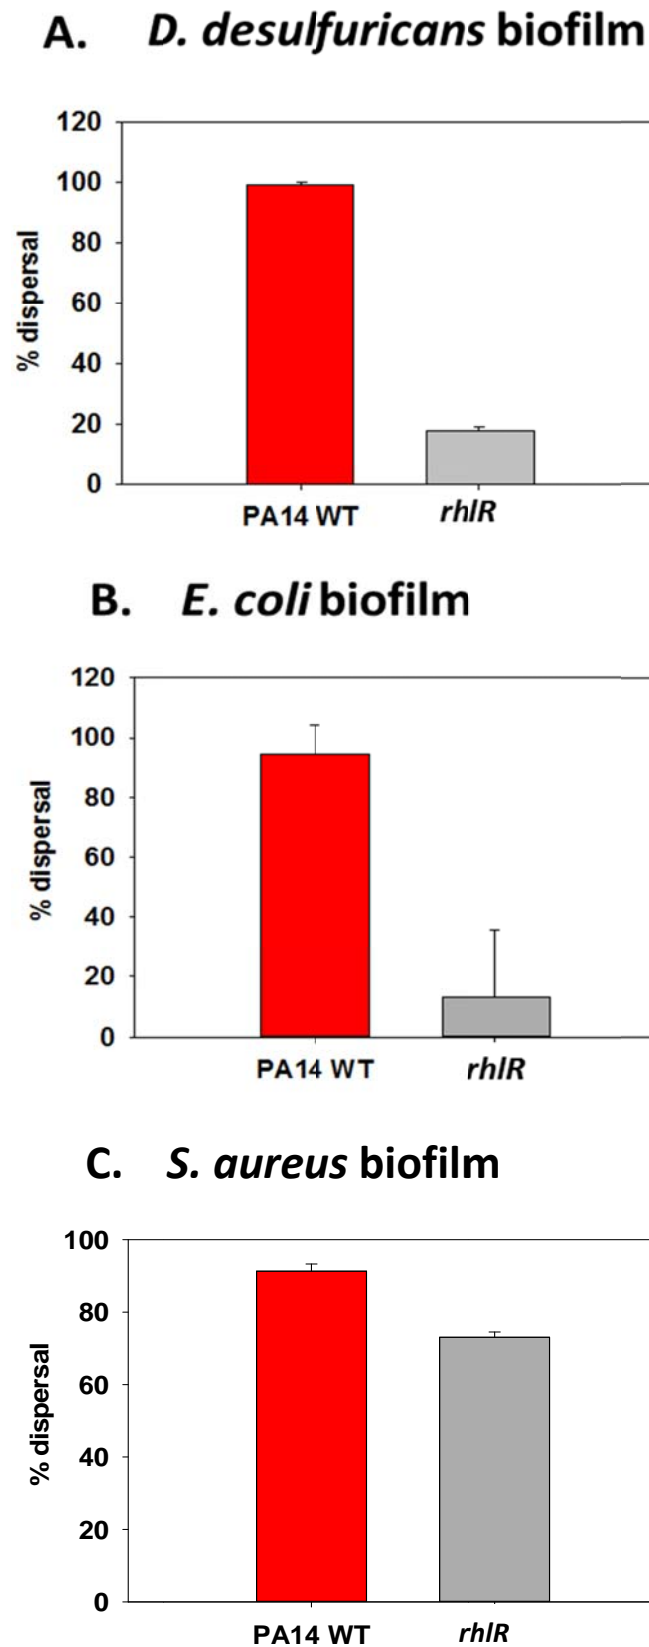 A. D. desulfuricans biofilm
120
100
80
60
40
20
0
% dispersal
PA14 WT rhlR
B. E. coli biofilm
120
100
80
60
40
20
0
% dispersal
PA14 WT rhlR
C. S. aureus biofilm
100
80
60
40
20
0
% dispersal
PA14 WT rhlR